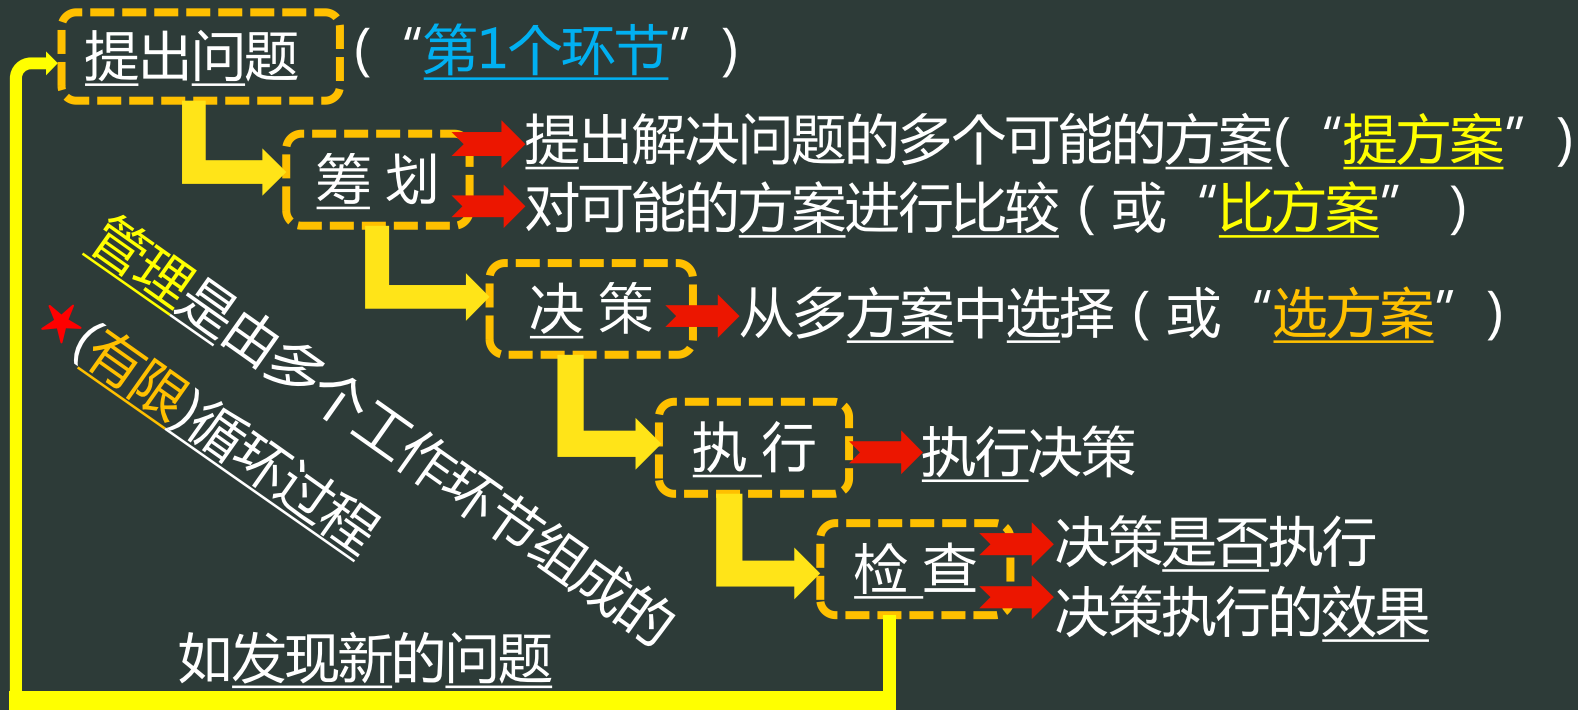 提出问题 (“第1个环节”)
筹 划
提出解决问题的多个可能的方案(“提方案”)
对可能的方案进行比较(或“比方案”)
决 策
从多方案中选择(或“选方案”)
执 行
执行决策
检 查
决策是否执行
决策执行的效果
管理是由多个工作环节组成的
(有限)循环过程
如发现新的问题